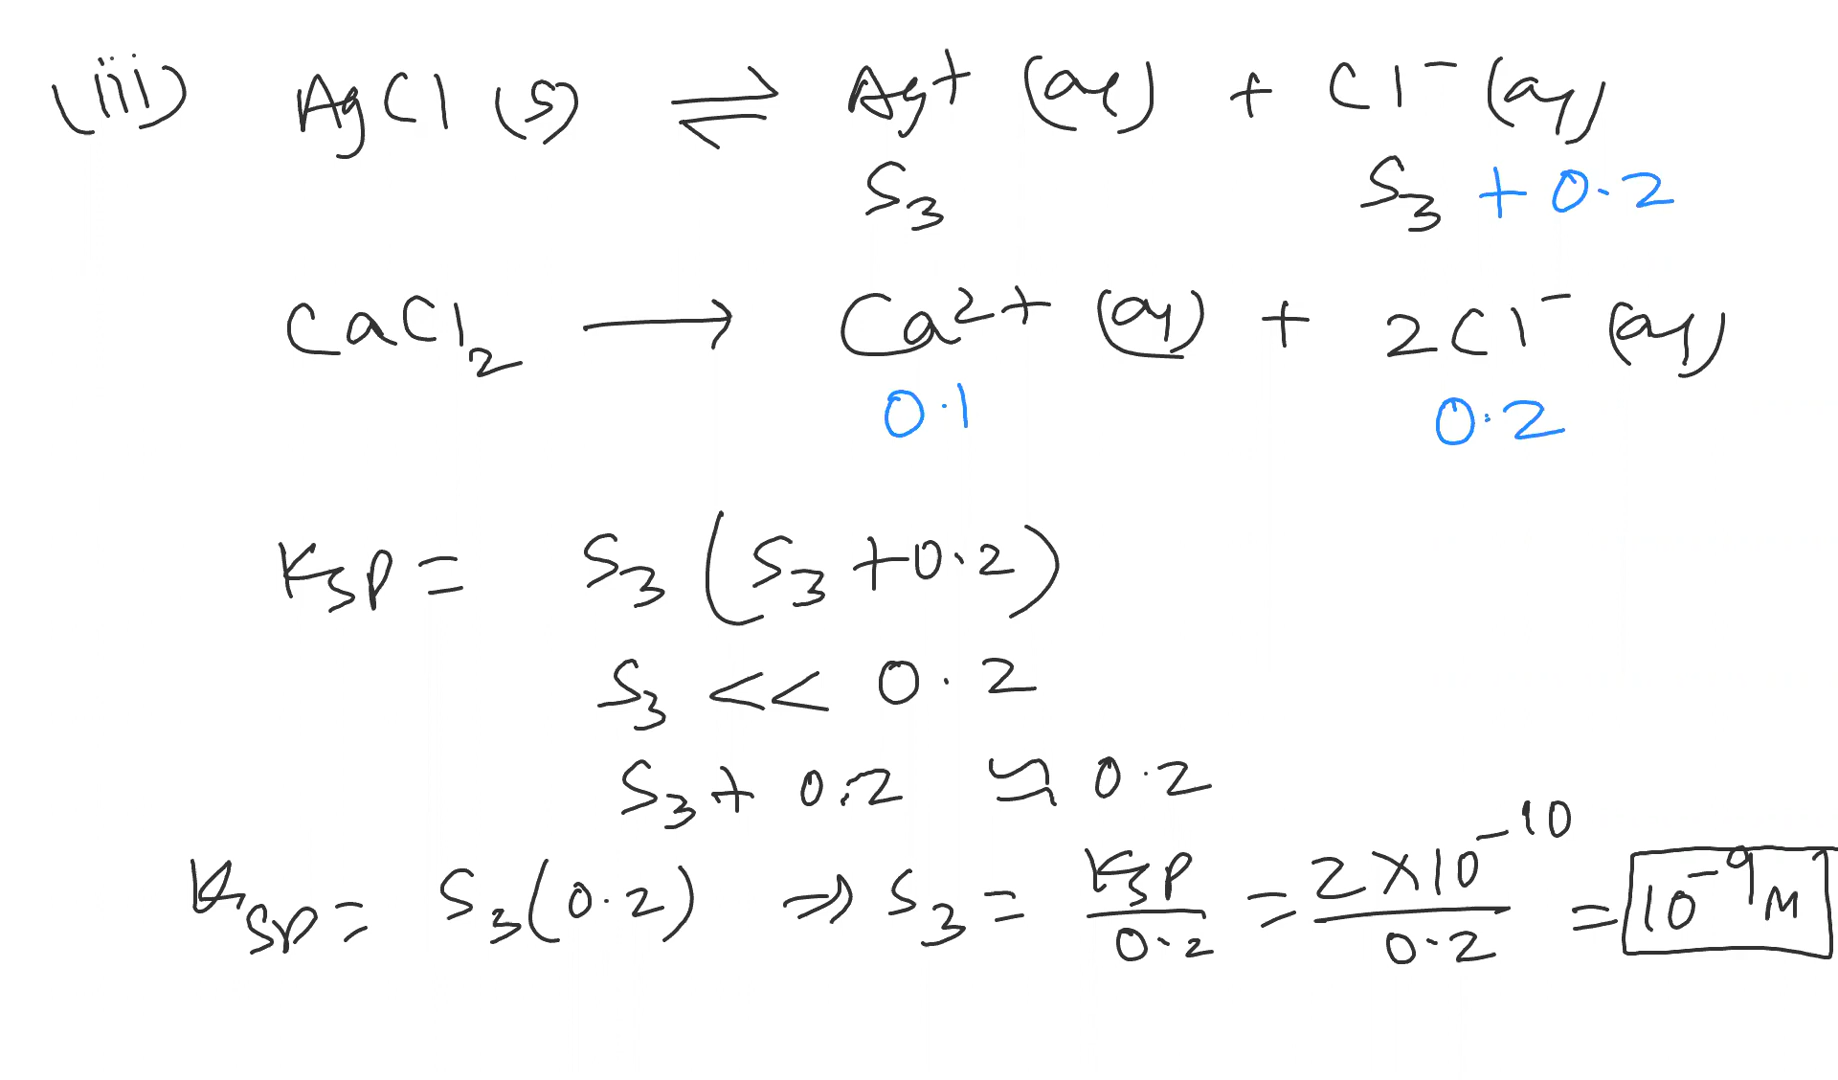 (iii) AgCl (s) ⇌ Ag+ (aq) + Cl⁻ (aq)
S₃ S₃ + 0.2
CaCl₂ → Ca²⁺ (aq) + 2Cl⁻ (aq)
0.1 0.2
Ksp = S₃ (S₃ + 0.2)
S₃ << 0.2
S₃ + 0.2 ≃ 0.2
Ksp = S₃(0.2) ⇒ S₃ = Ksp/0.2 = 2×10⁻¹⁰/0.2 = 10⁻⁹ M